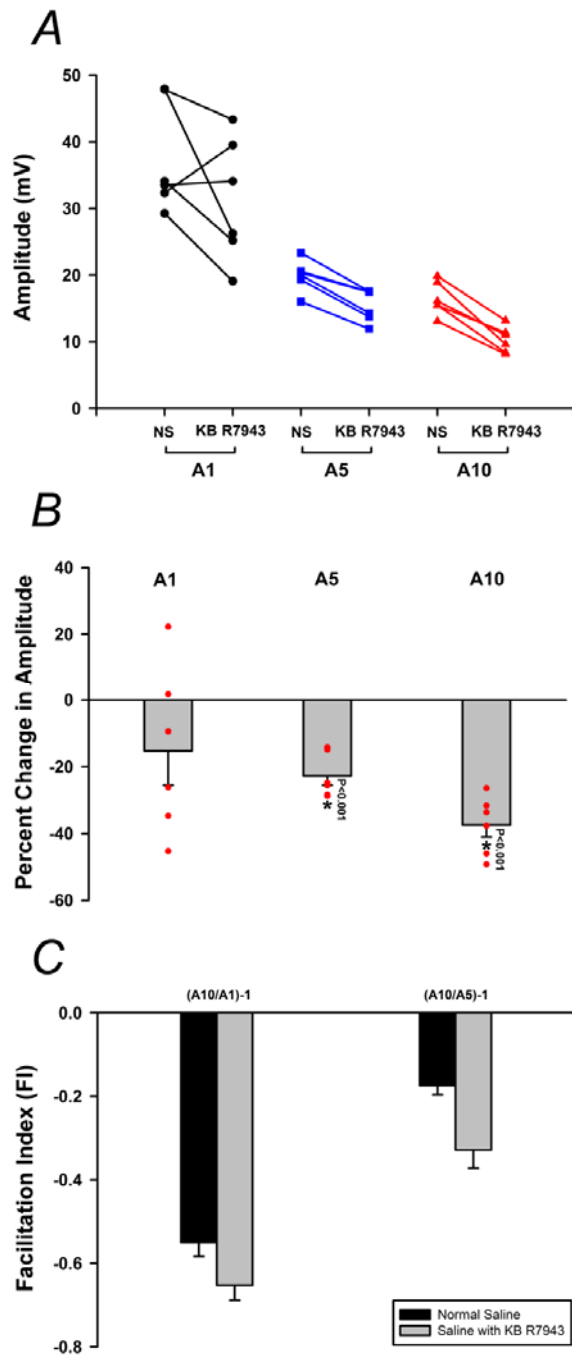 A
50
40
30
20
10
0
Amplitude (mV)
NS KB R7943 NS KB R7943 NS KB R7943
A1 A5 A10
B
40
20
0
-20
-40
-60
Percent Change in Amplitude
A1 A5 A10
P<0.001
*
P<0.001
*
C
(A10/A1)-1 (A10/A5)-1
0.0
-0.2
-0.4
-0.6
-0.8
Facilitation Index (FI)
Normal Saline
Saline with KB R7943